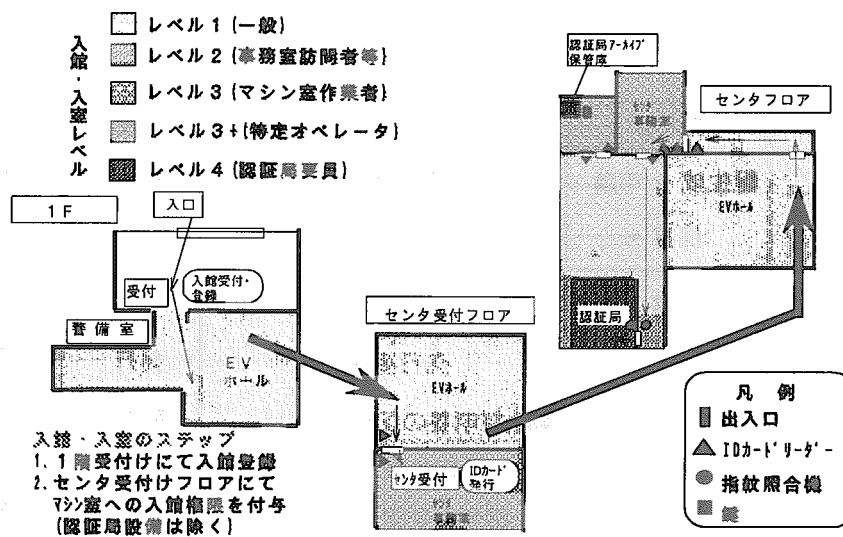 入館・入室レベル
レベル1(一般)
レベル2(事務室訪問者等)
レベル3(マシン室作業者)
レベル3+(特定オペレータ)
レベル4(認証局要員)
1F
入口
受付
入館受付・
登録
警備室
EV
ホール
入館・入室のステップ
1. 1階受付けにて入館登録
2. センタ受付けフロアにて
マシン室への入館権限を付与
(認証局設備は除く)
センタ受付フロア
EVホール
センタ受付
IDカード
発行
認証局アーカイブ
保管庫
センタフロア
EVホール
認証局
凡例
出入口
IDカードリーダー
指紋照合機
鍵